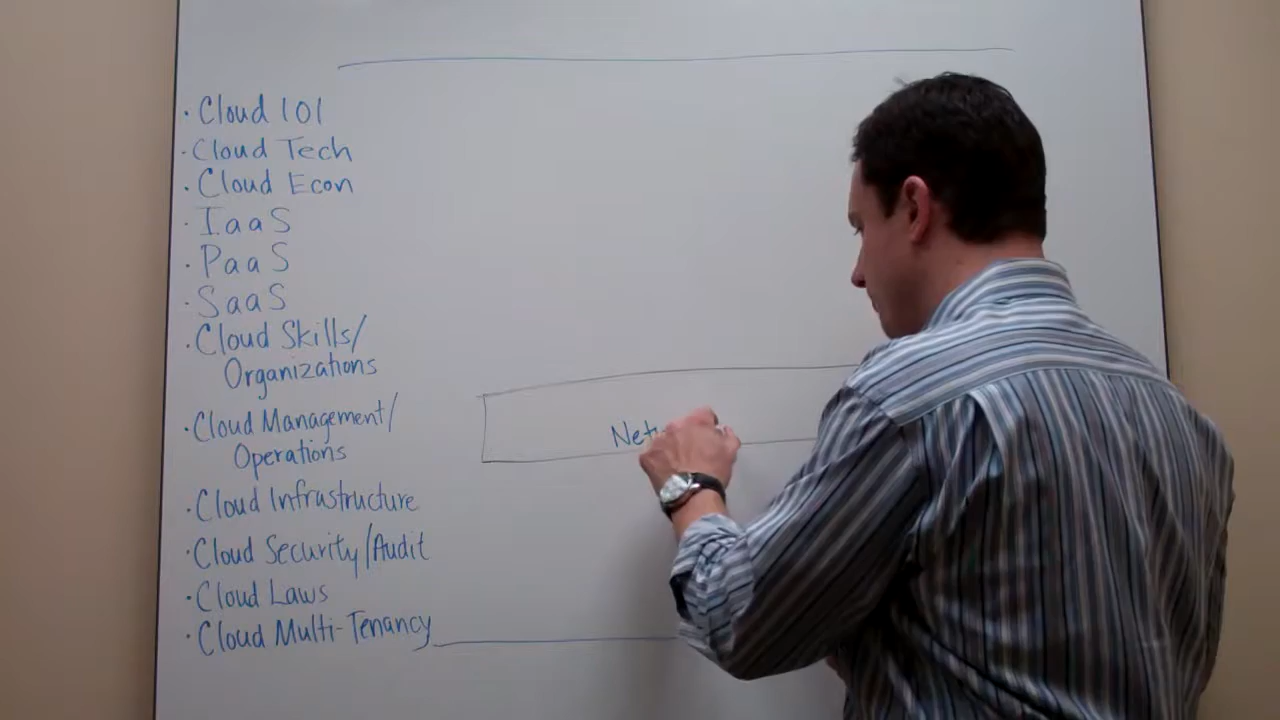 · Cloud 101
· Cloud Tech
· Cloud Econ
· IaaS
· PaaS
· SaaS
· Cloud Skills/
Organizations
· Cloud Management/
Operations
· Cloud Infrastructure
· Cloud Security/Audit
· Cloud Laws
· Cloud Multi-Tenancy